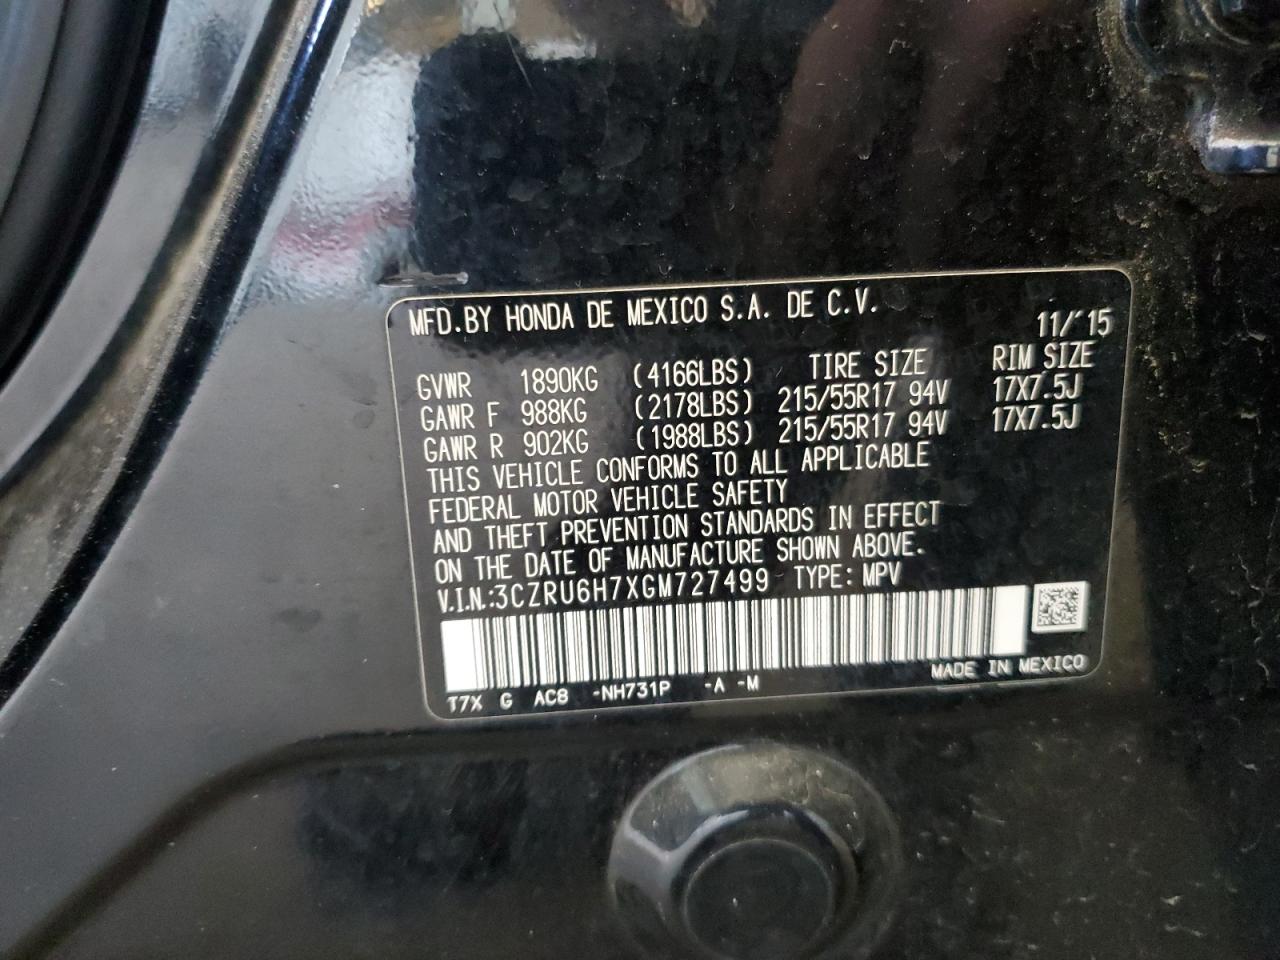 MFD.BY HONDA DE MEXICO S.A. DE C.V.
11/'15
GVWR 1890KG (4166LBS) TIRE SIZE RIM SIZE
GAWR F 988KG (2178LBS) 215/55R17 94V 17X7.5J
GAWR R 902KG (1988LBS) 215/55R17 94V 17X7.5J
THIS VEHICLE CONFORMS TO ALL APPLICABLE
FEDERAL MOTOR VEHICLE SAFETY
AND THEFT PREVENTION STANDARDS IN EFFECT
ON THE DATE OF MANUFACTURE SHOWN ABOVE.
V.I.N.:3CZRU6H7XGM727499 TYPE: MPV
MADE IN MEXICO
T7X G AC8 -NH731P -A -M